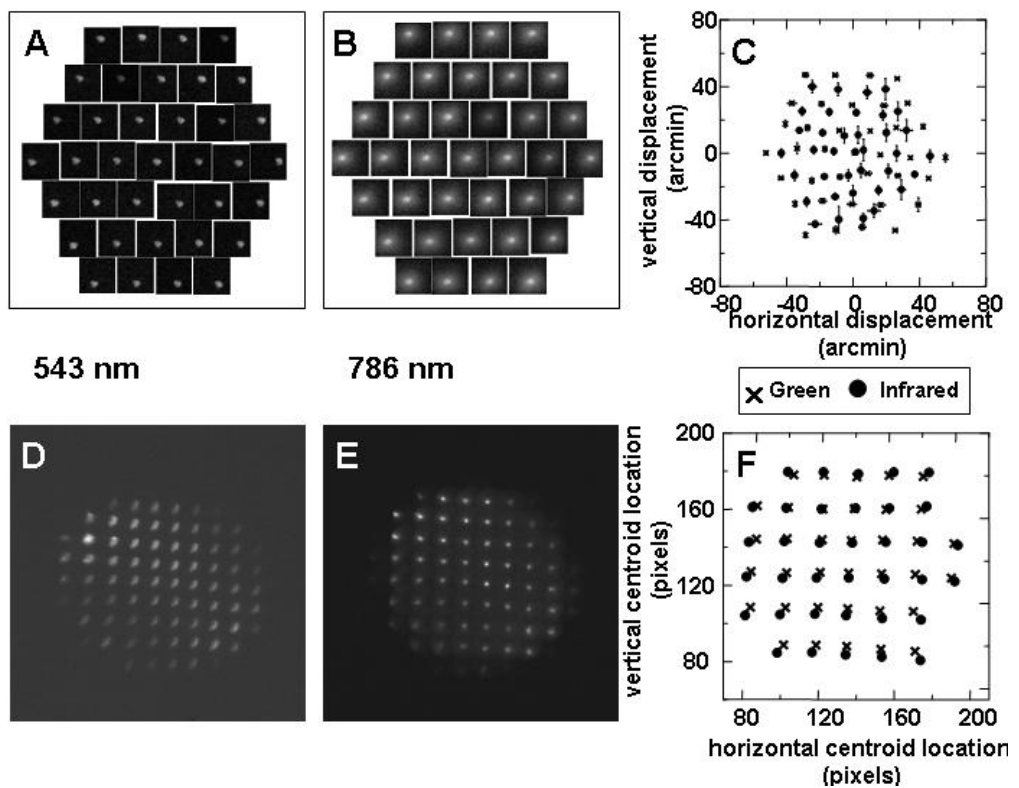 A
B
C
80
40
0
-40
-80
-80
-40
0
40
80
vertical displacement
(arcmin)
horizontal displacement
(arcmin)
543 nm
786 nm
Green
Infrared
D
E
F
200
160
120
80
80
120
160
200
vertical centroid location
(pixels)
horizontal centroid location
(pixels)